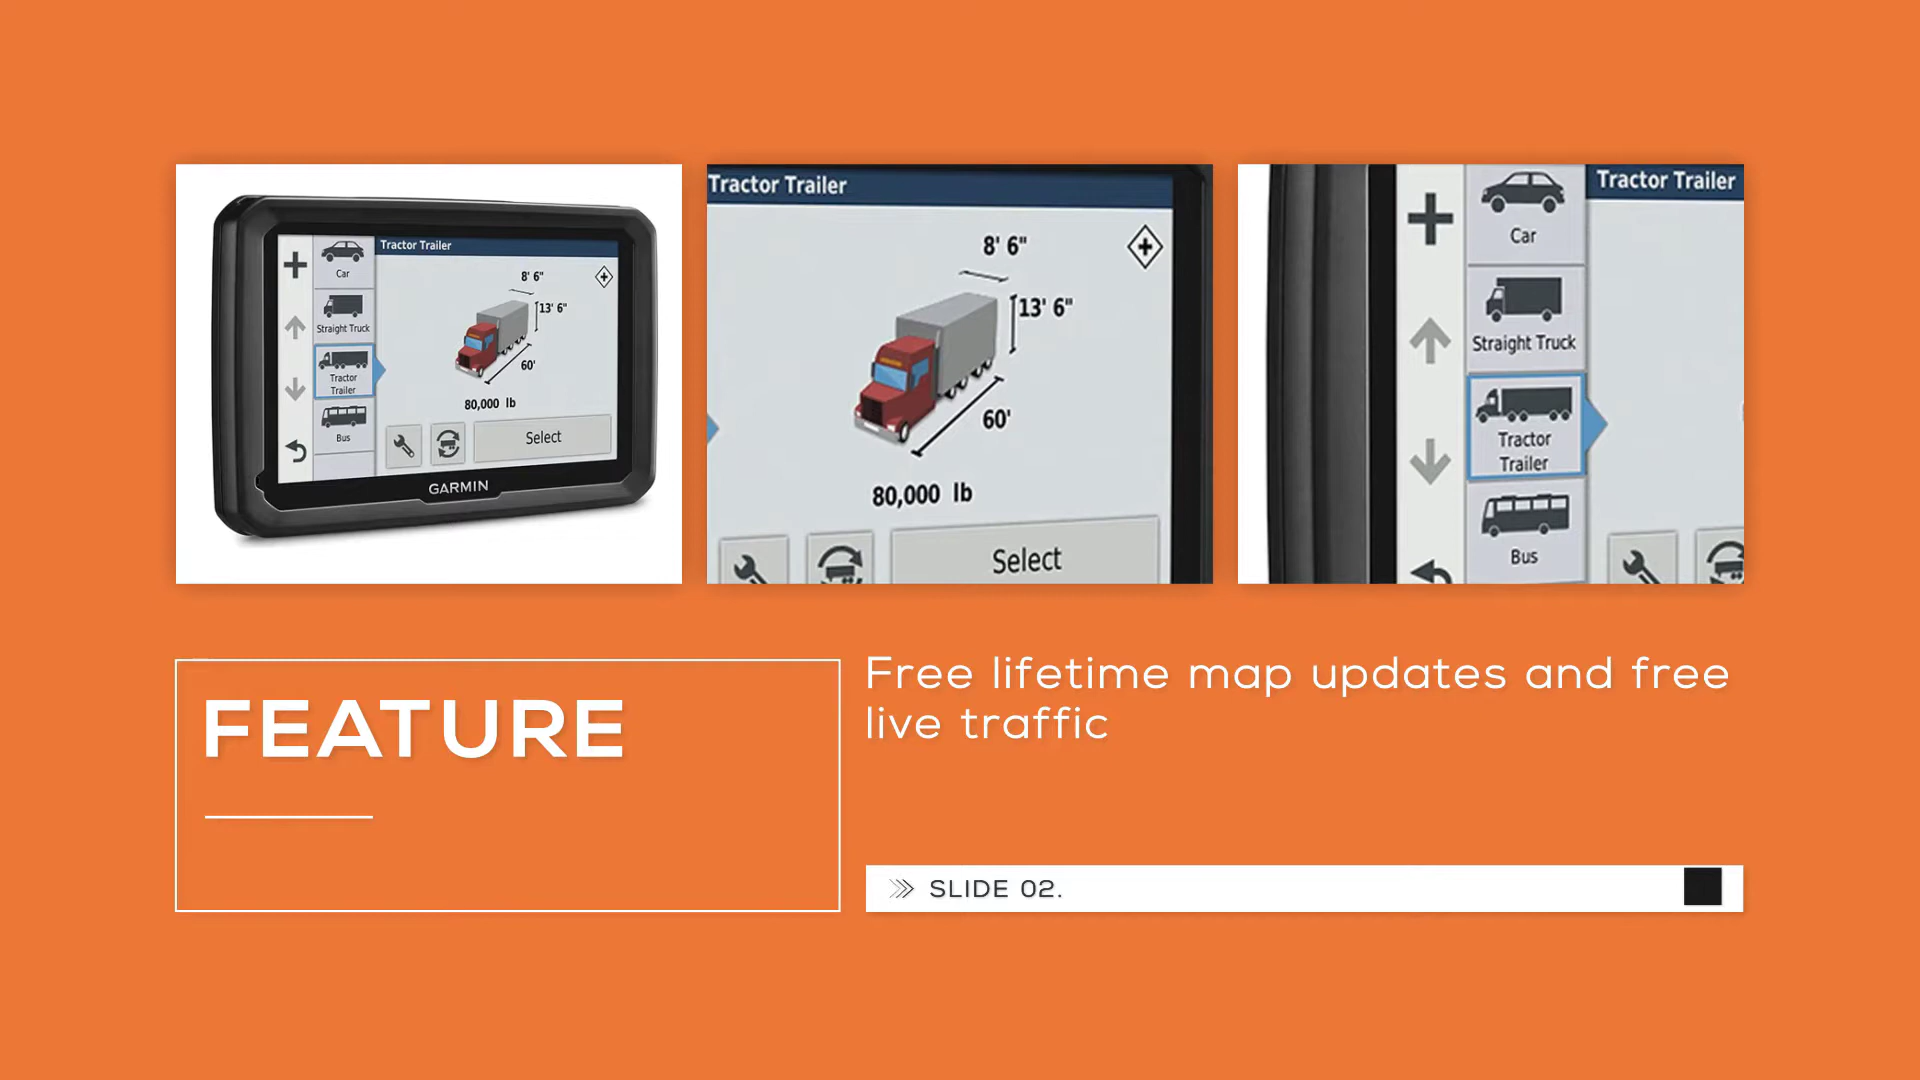 Tractor Trailer
Car
8' 6"
13' 6"
Straight Truck
60'
Tractor
Trailer
80,000 lb
Bus
Select
GARMIN
Tractor Trailer
8' 6"
13' 6"
60'
80,000 lb
Select
Tractor Trailer
Car
Straight Truck
Tractor
Trailer
Bus
FEATURE
Free lifetime map updates and free
live traffic
SLIDE 02.